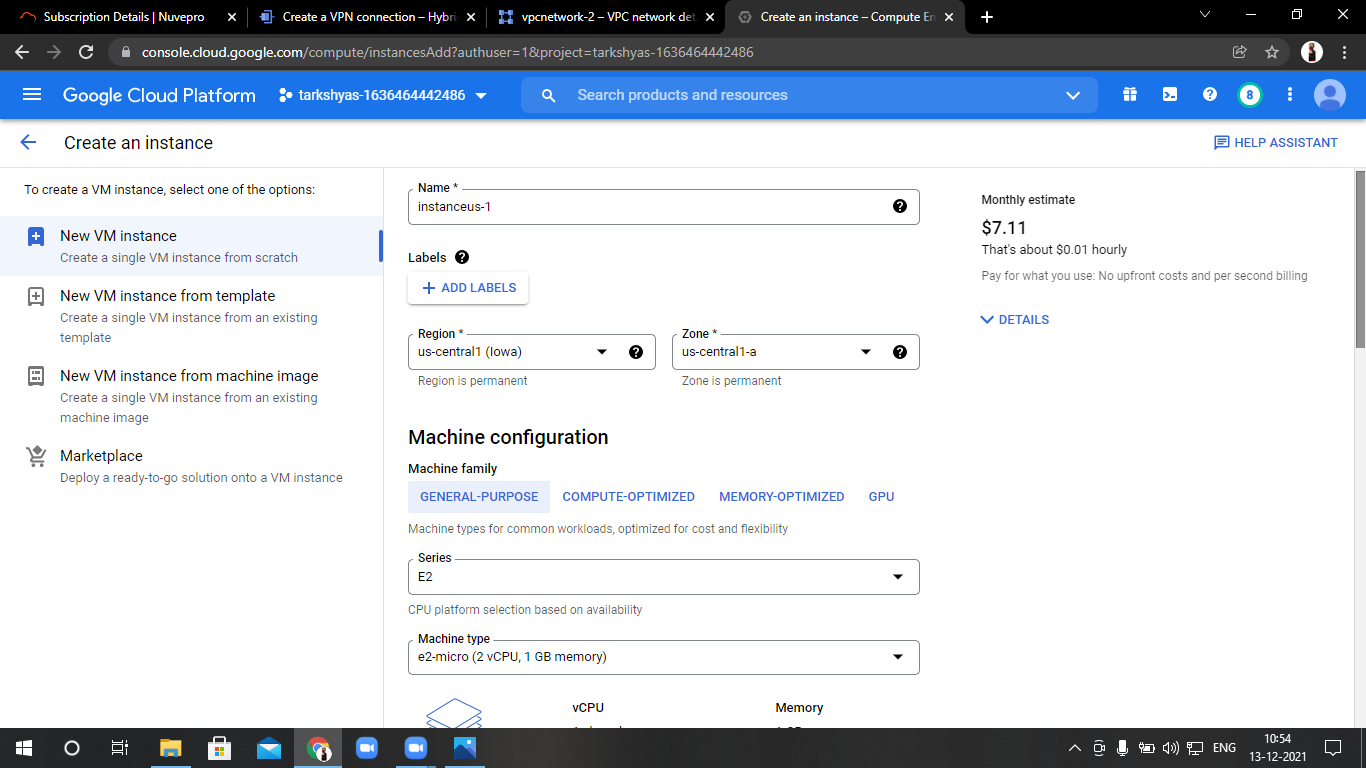 Subscription Details | Nuvepro
Create a VPN connection – Hybri
vpcnetwork-2 – VPC network det
Create an instance – Compute En
console.cloud.google.com/compute/instancesAdd?authuser=1&project=tarkshyas-1636464442486
Google Cloud Platform
tarkshyas-1636464442486
Search products and resources
8
Create an instance
HELP ASSISTANT
To create a VM instance, select one of the options:
New VM instance
Create a single VM instance from scratch
New VM instance from template
Create a single VM instance from an existing
template
New VM instance from machine image
Create a single VM instance from an existing
machine image
Marketplace
Deploy a ready-to-go solution onto a VM instance
Name *
instanceus-1
Labels
ADD LABELS
Region *
us-central1 (Iowa)
Region is permanent
Zone *
us-central1-a
Zone is permanent
Machine configuration
Machine family
GENERAL-PURPOSE
COMPUTE-OPTIMIZED
MEMORY-OPTIMIZED
GPU
Machine types for common workloads, optimized for cost and flexibility
Series
E2
CPU platform selection based on availability
Machine type
e2-micro (2 vCPU, 1 GB memory)
vCPU
Memory
Monthly estimate
$7.11
That's about $0.01 hourly
Pay for what you use: No upfront costs and per second billing
DETAILS
ENG
10:54
13-12-2021